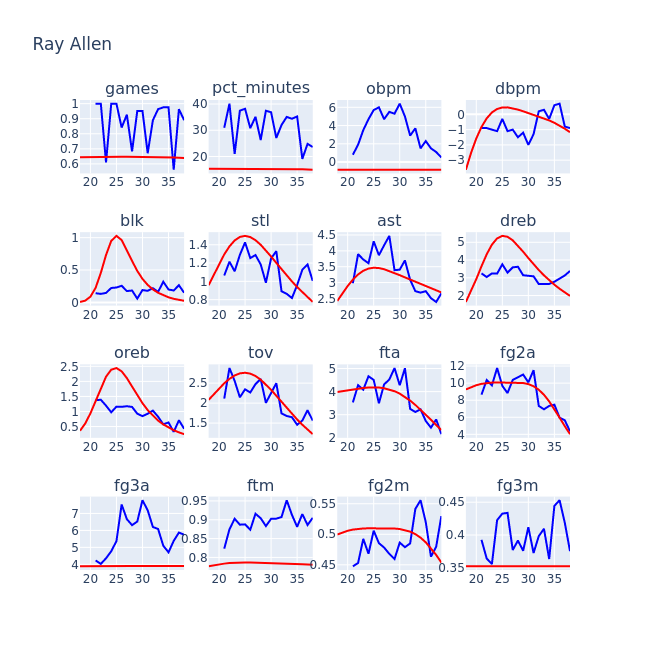 Ray Allen
games pct_minutes obpm dbpm
1 0.9 0.8 0.7 0.6 40 30 20 6 4 2 0 0 −1 −2 −3
20 25 30 35 20 25 30 35 20 25 30 35 20 25 30 35
blk stl ast dreb
1 0.5 0 1.4 1.2 1 0.8 4.5 4 3.5 3 2.5 5 4 3 2
20 25 30 35 20 25 30 35 20 25 30 35 20 25 30 35
oreb tov fta fg2a
2.5 2 1.5 1 0.5 2.5 2 1.5 5 4 3 2 12 10 8 6 4
20 25 30 35 20 25 30 35 20 25 30 35 20 25 30 35
fg3a ftm fg2m fg3m
7 6 5 4 0.95 0.9 0.85 0.8 0.55 0.5 0.45 0.45 0.4 0.35
20 25 30 35 20 25 30 35 20 25 30 35 20 25 30 35